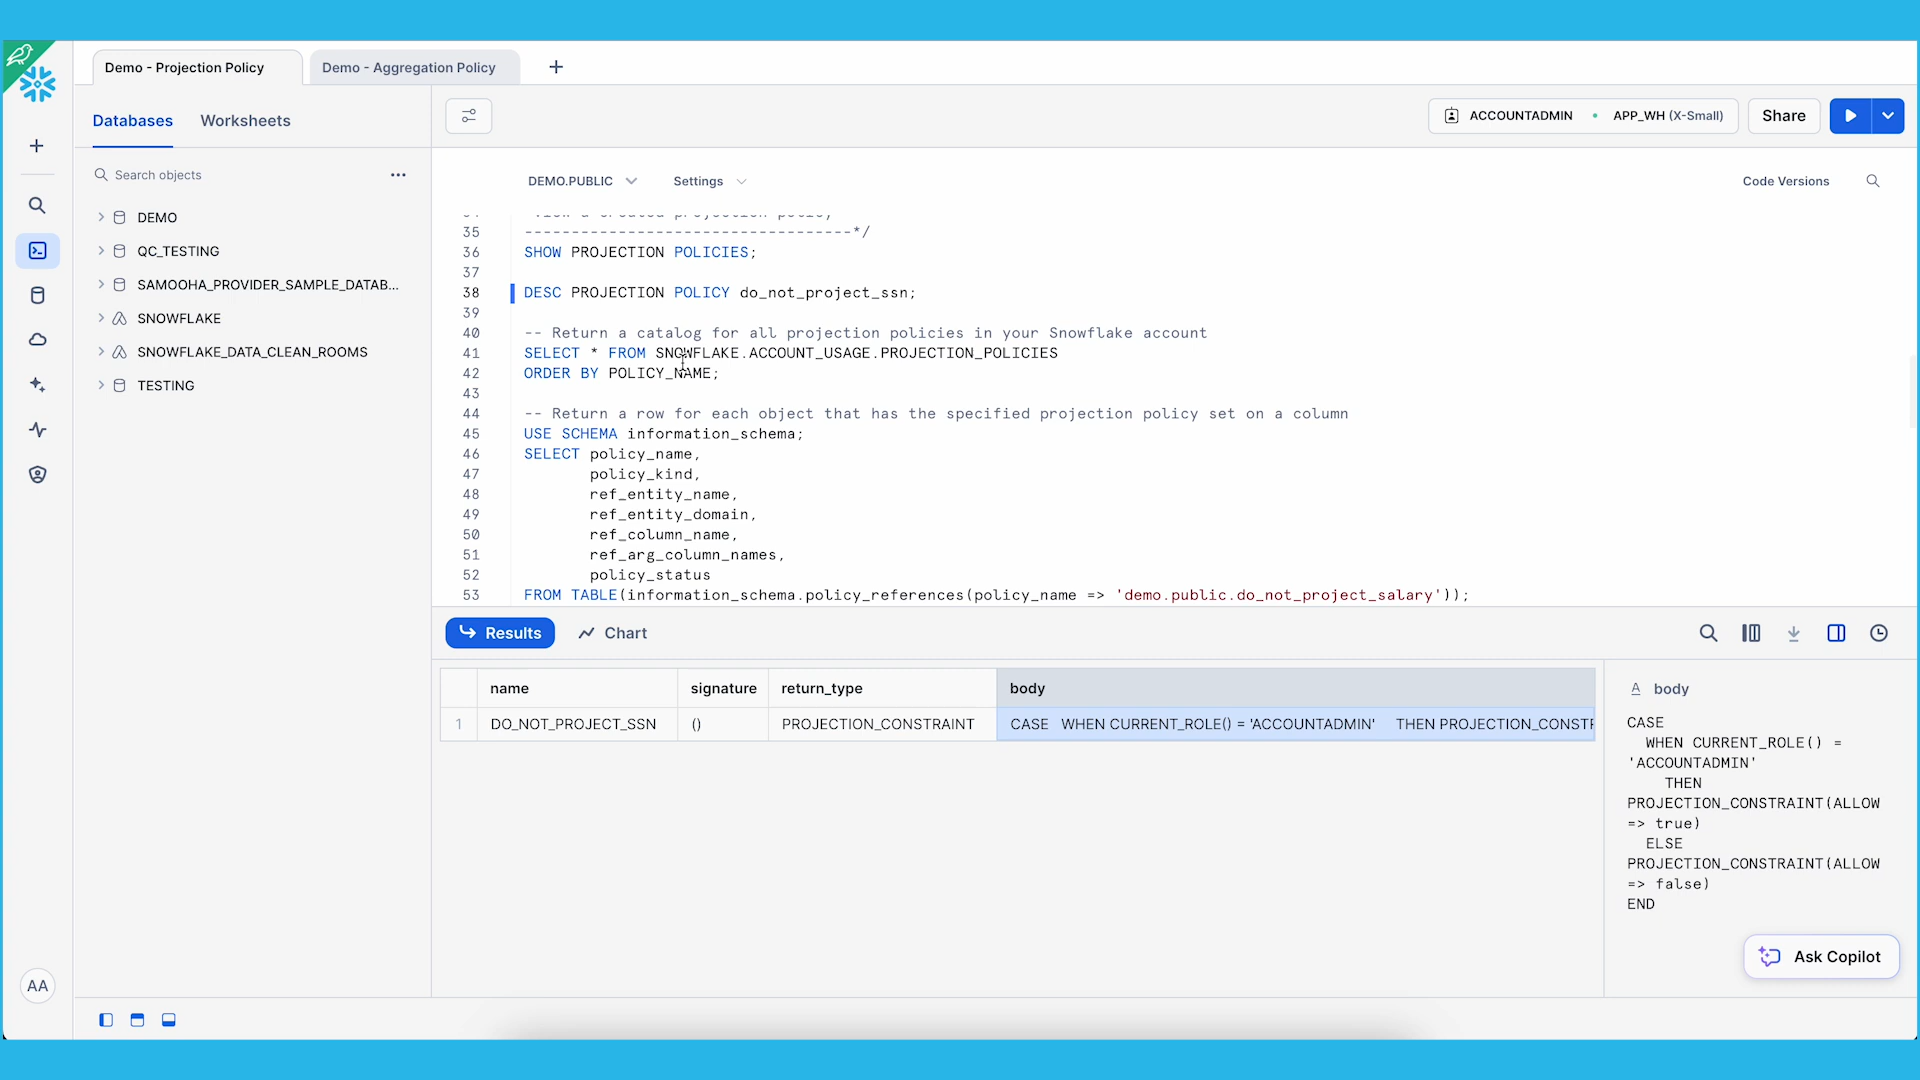 Demo - Projection Policy
Demo - Aggregation Policy
Databases
Worksheets
ACCOUNTADMIN
APP_WH (X-Small)
Share
Search objects
DEMO
QC_TESTING
SAMOOHA_PROVIDER_SAMPLE_DATAB...
SNOWFLAKE
SNOWFLAKE_DATA_CLEAN_ROOMS
TESTING
AA
DEMO.PUBLIC
Settings
Code Versions
34 View a created projection policy
35 -----------------------------------*/
36 SHOW PROJECTION POLICIES;
37
38 DESC PROJECTION POLICY do_not_project_ssn;
39
40 -- Return a catalog for all projection policies in your Snowflake account
41 SELECT * FROM SNOWFLAKE.ACCOUNT_USAGE.PROJECTION_POLICIES
42 ORDER BY POLICY_NAME;
43
44 -- Return a row for each object that has the specified projection policy set on a column
45 USE SCHEMA information_schema;
46 SELECT policy_name,
47 policy_kind,
48 ref_entity_name,
49 ref_entity_domain,
50 ref_column_name,
51 ref_arg_column_names,
52 policy_status
53 FROM TABLE(information_schema.policy_references(policy_name => 'demo.public.do_not_project_salary'));
Results
Chart
name signature return_type body
1 DO_NOT_PROJECT_SSN () PROJECTION_CONSTRAINT CASE WHEN CURRENT_ROLE() = 'ACCOUNTADMIN' THEN PROJECTION_CONSTR
A body
CASE
WHEN CURRENT_ROLE() =
'ACCOUNTADMIN'
THEN
PROJECTION_CONSTRAINT(ALLOW
=> true)
ELSE
PROJECTION_CONSTRAINT(ALLOW
=> false)
END
Ask Copilot